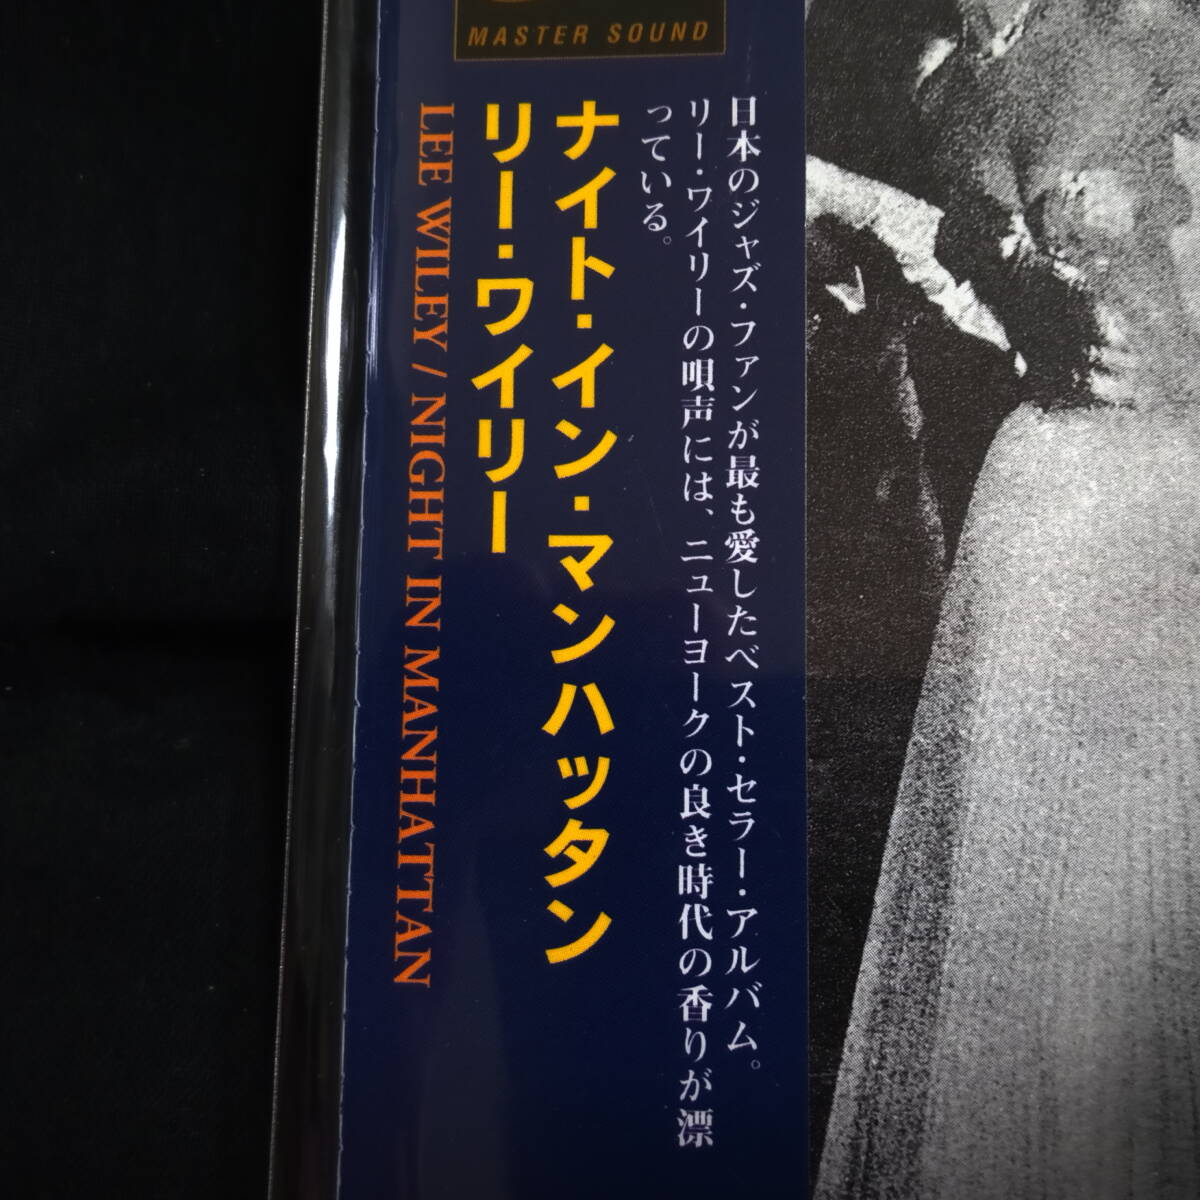 MASTER SOUND
日本のジャズ・ファンが最も愛したベスト・セラー・アルバム。
リー・ワイリーの唄声には、ニューヨークの良き時代の香りが漂
っている。
ナイト・イン・マンハッタン
リー・ワイリー
LEE WILEY / NIGHT IN MANHATTAN